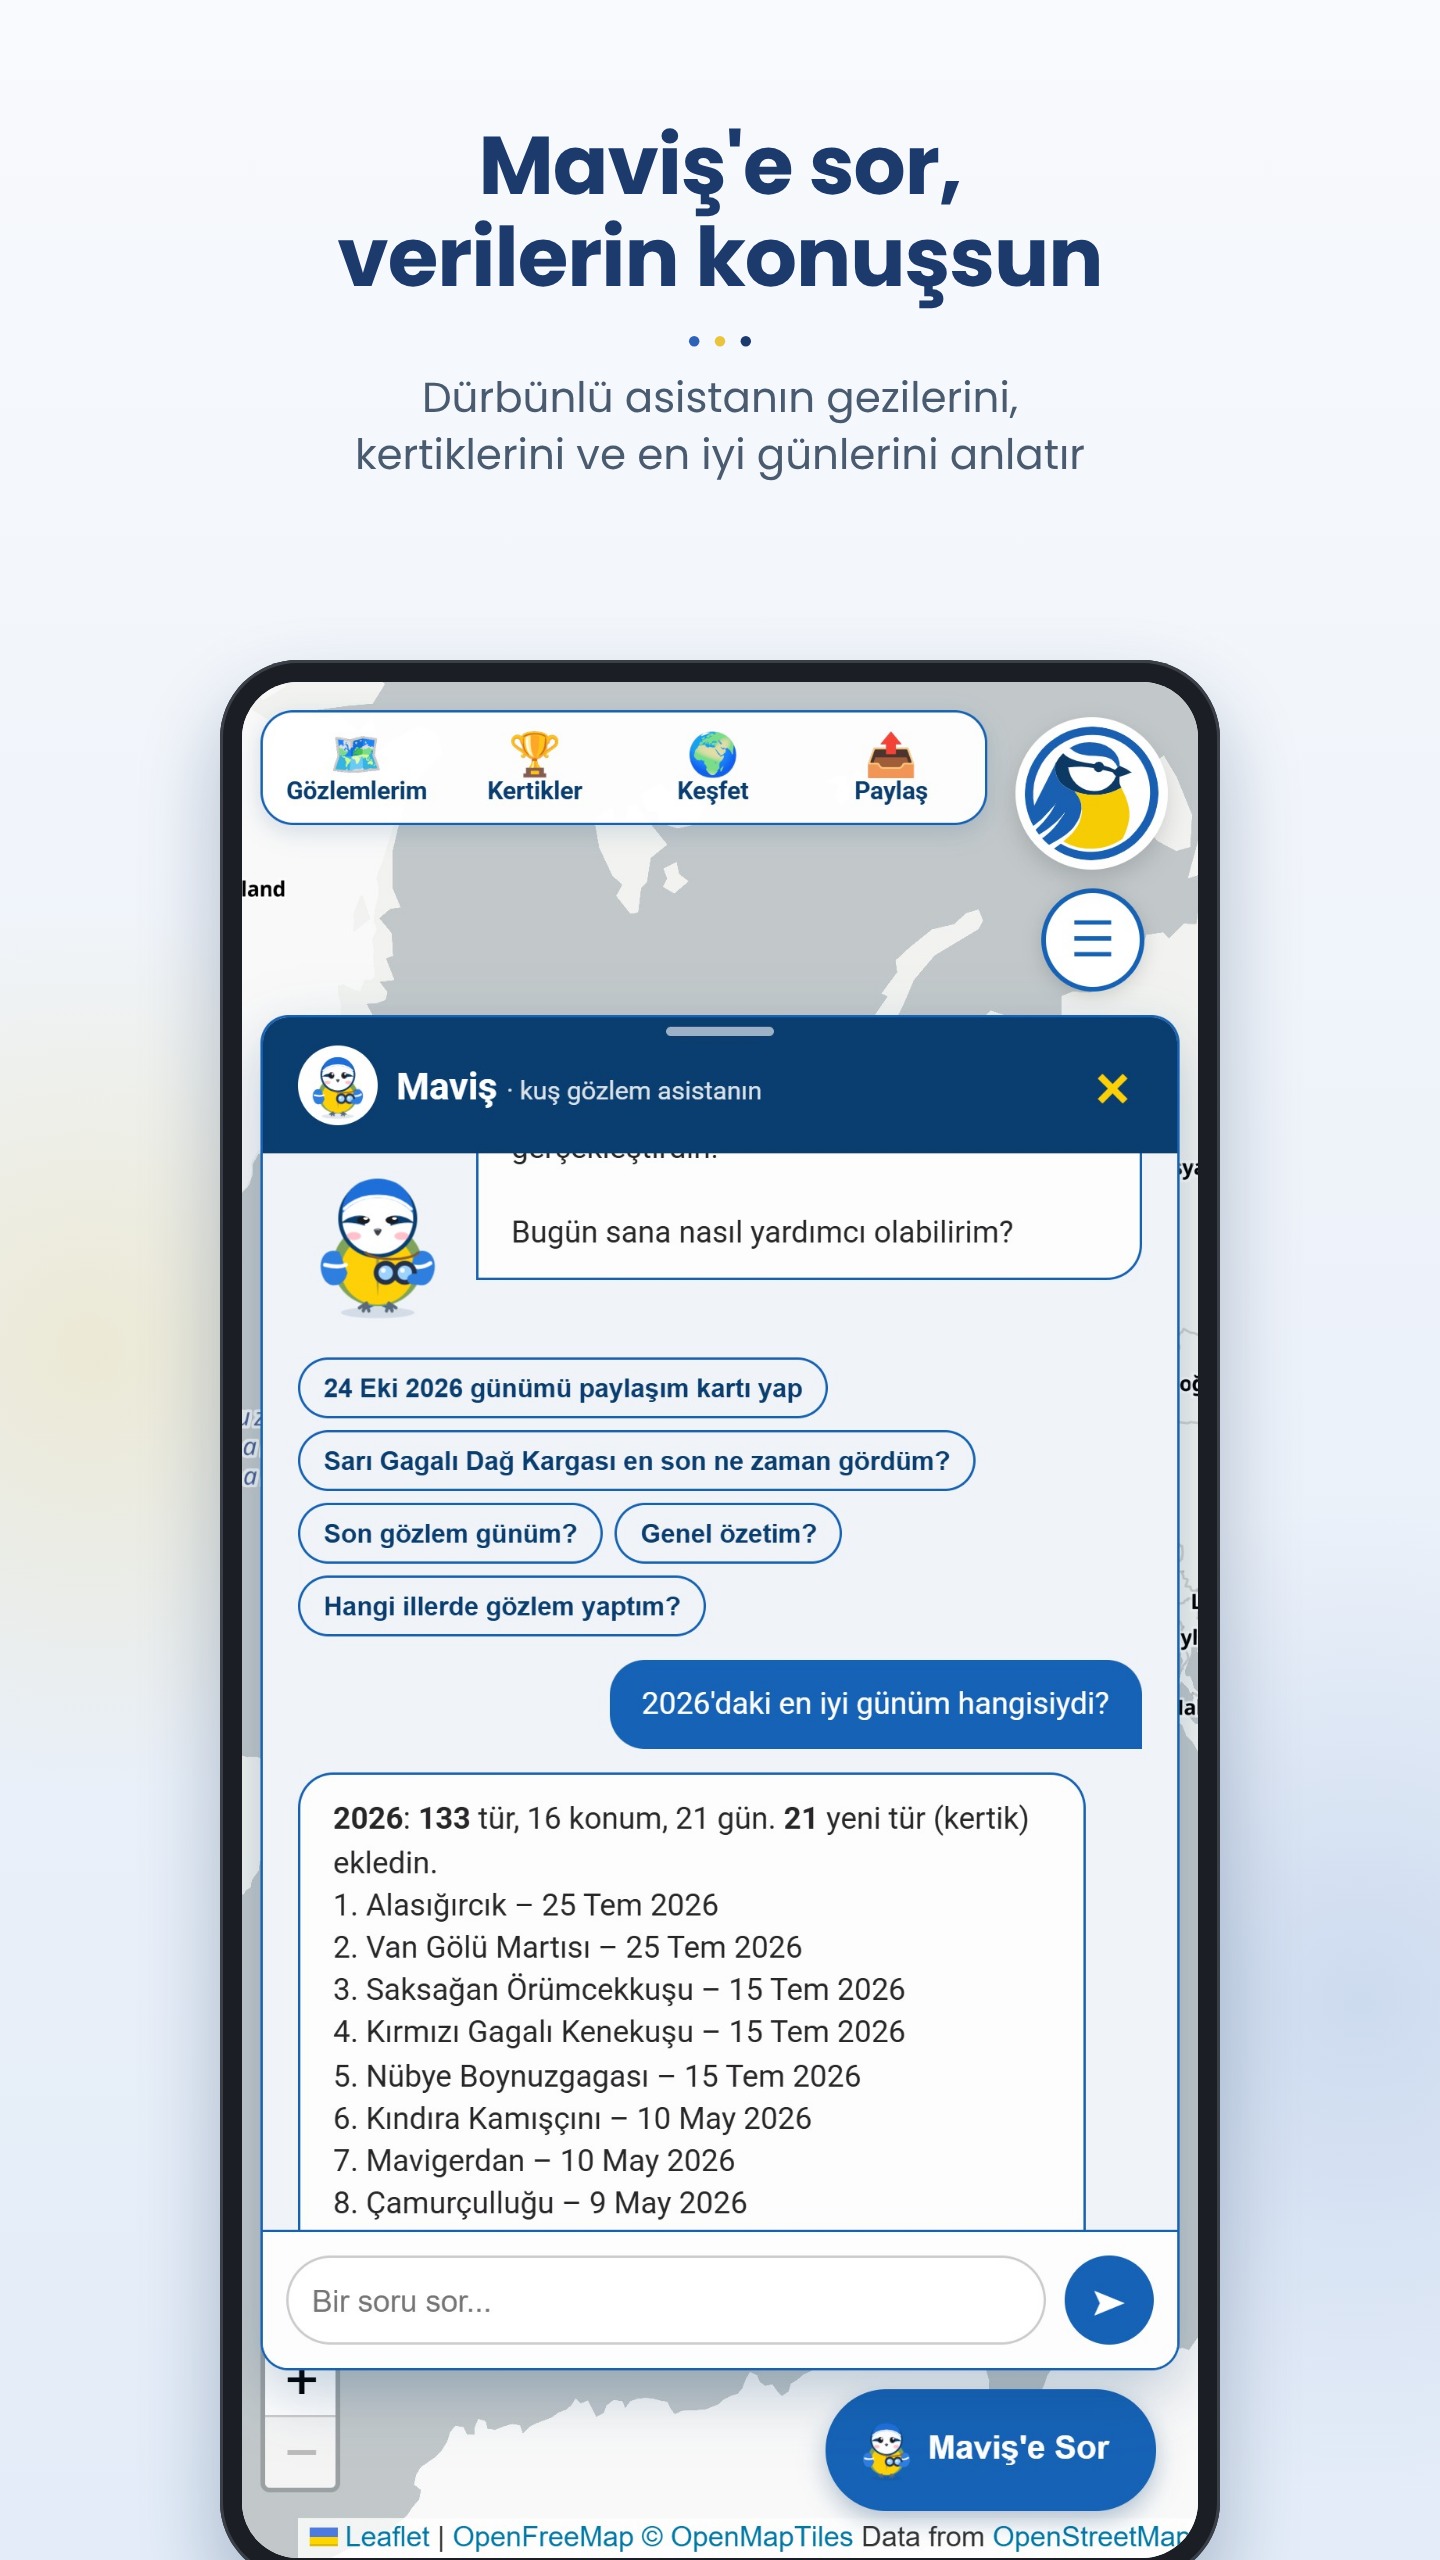 Maviş'e sor,
verilerin konuşsun
Dürbünlü asistanın gezilerini,
kertiklerini ve en iyi günlerini anlatır
Gözlemlerim
Kertikler
Keşfet
Paylaş
land
Maviş · kuş gözlem asistanın
gerçekleştirdin.
Bugün sana nasıl yardımcı olabilirim?
24 Eki 2026 günümü paylaşım kartı yap
Sarı Gagalı Dağ Kargası en son ne zaman gördüm?
Son gözlem günüm?
Genel özetim?
Hangi illerde gözlem yaptım?
2026'daki en iyi günüm hangisiydi?
2026: 133 tür, 16 konum, 21 gün. 21 yeni tür (kertik)
ekledin.
1. Alasığırcık – 25 Tem 2026
2. Van Gölü Martısı – 25 Tem 2026
3. Saksağan Örümcekkuşu – 15 Tem 2026
4. Kırmızı Gagalı Kenekuşu – 15 Tem 2026
5. Nübye Boynuzgagası – 15 Tem 2026
6. Kındıra Kamışçını – 10 May 2026
7. Mavigerdan – 10 May 2026
8. Çamurçulluğu – 9 May 2026
Bir soru sor...
+
−
Maviş'e Sor
Leaflet | OpenFreeMap © OpenMapTiles Data from OpenStreetMap